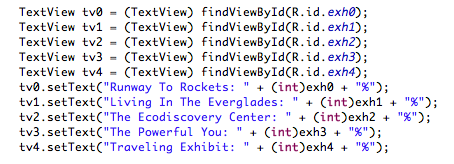 TextView tv0 = (TextView) findViewById(R.id.exh0);
TextView tv1 = (TextView) findViewById(R.id.exh1);
TextView tv2 = (TextView) findViewById(R.id.exh2);
TextView tv3 = (TextView) findViewById(R.id.exh3);
TextView tv4 = (TextView) findViewById(R.id.exh4);
tv0.setText("Runway To Rockets: " + (int)exh0 + "%");
tv1.setText("Living In The Everglades: " + (int)exh1 + "%");
tv2.setText("The Ecodiscovery Center: " + (int)exh2 + "%");
tv3.setText("The Powerful You: " + (int)exh3 + "%");
tv4.setText("Traveling Exhibit: " + (int)exh4 + "%");